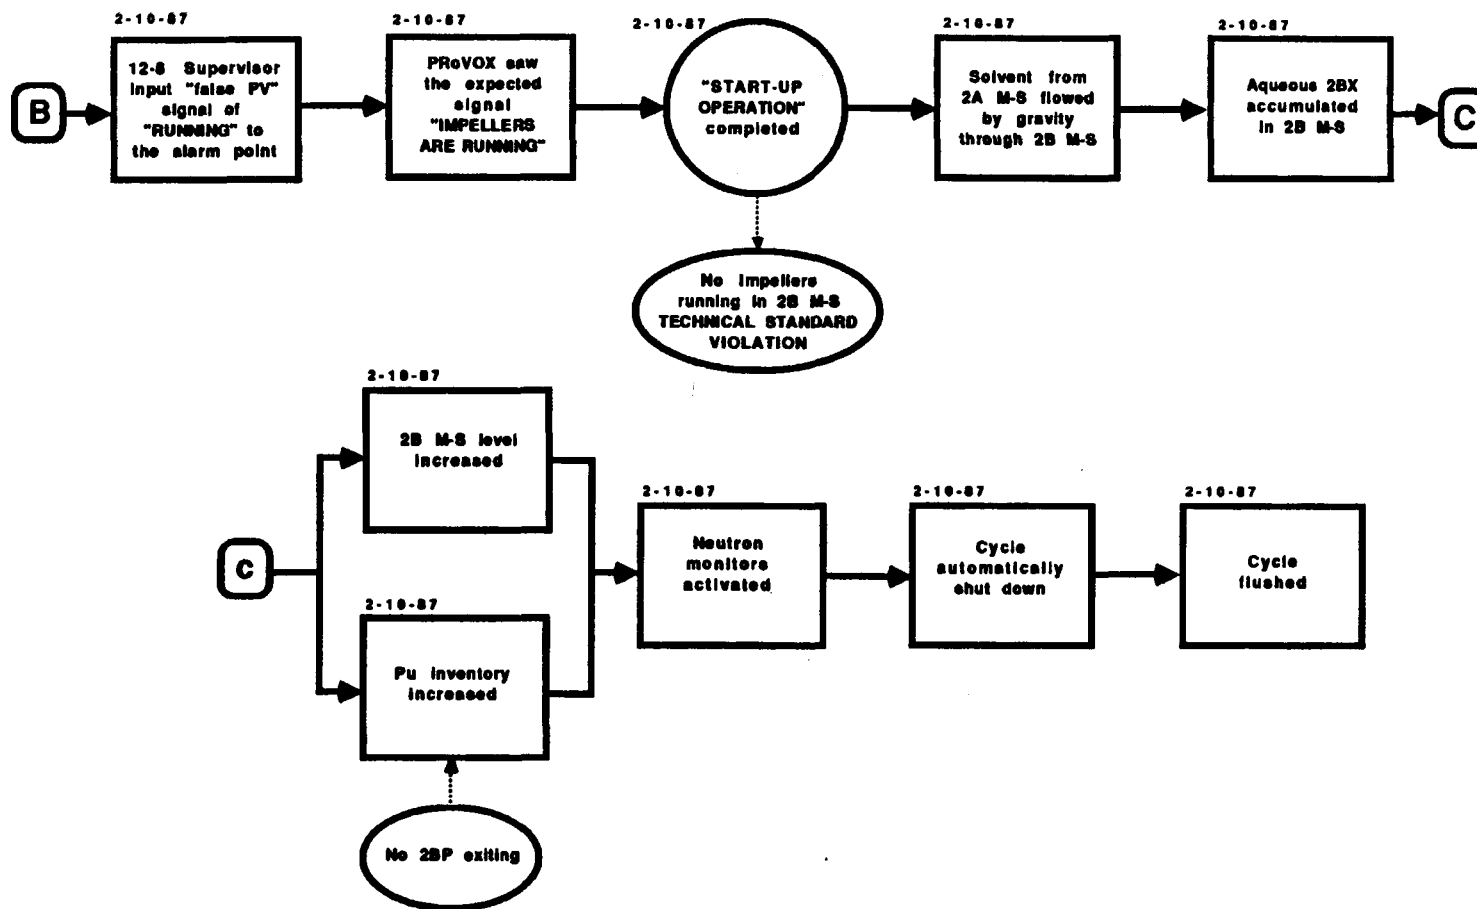 2-10-87
2-10-87
2-10-87
2-10-87
2-10-87
B
12-8 Supervisor
input "false PV"
signal of
"RUNNING" to
the alarm point
PRoVOX saw
the expected
signal
"IMPELLERS
ARE RUNNING"
"START-UP
OPERATION"
completed
Solvent from
2A M-S flowed
by gravity
through 2B M-S
Aqueous 2BX
accumulated
in 2B M-S
C
No impellers
running in 2B M-S
TECHNICAL STANDARD
VIOLATION
2-10-87
2B M-S level
increased
C
2-10-87
Pu inventory
increased
No 2BP exiting
2-10-87
Neutron
monitors
activated
2-10-87
Cycle
automatically
shut down
2-10-87
Cycle
flushed